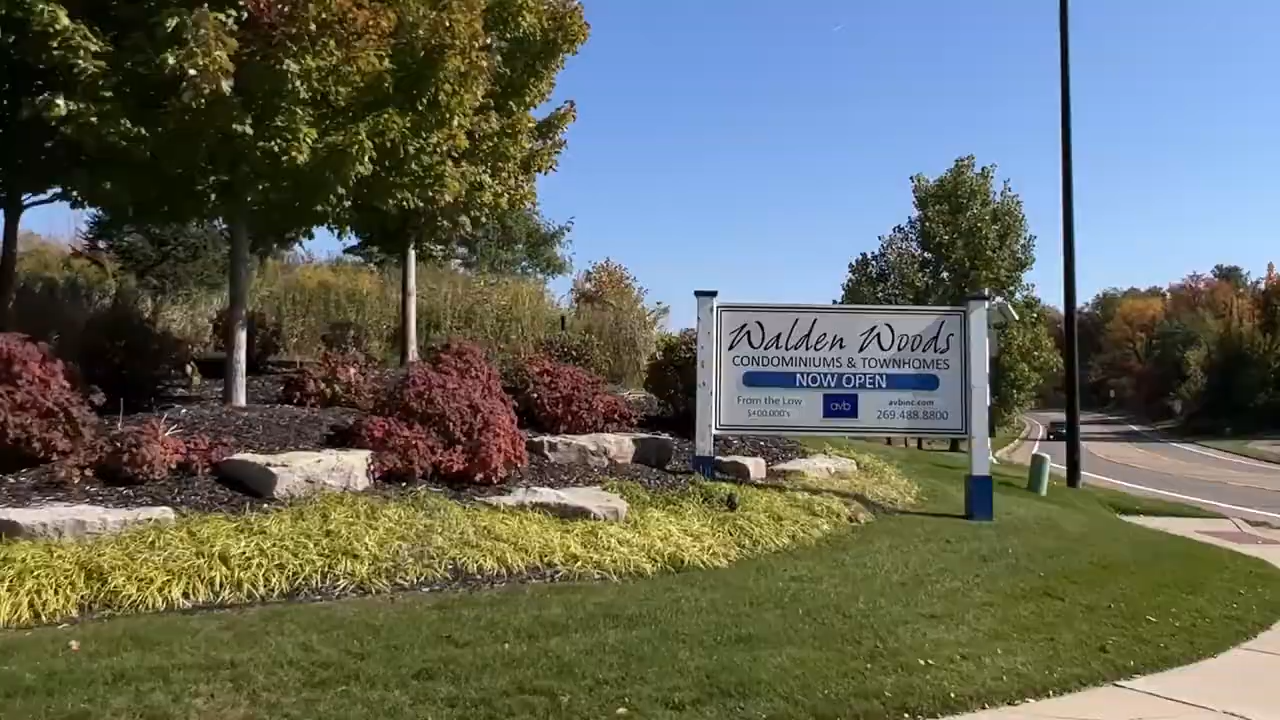 Walden Woods
CONDOMINIUMS & TOWNHOMES
NOW OPEN
From the Low
$400,000's
avb
avbinc.com
269.488.8800